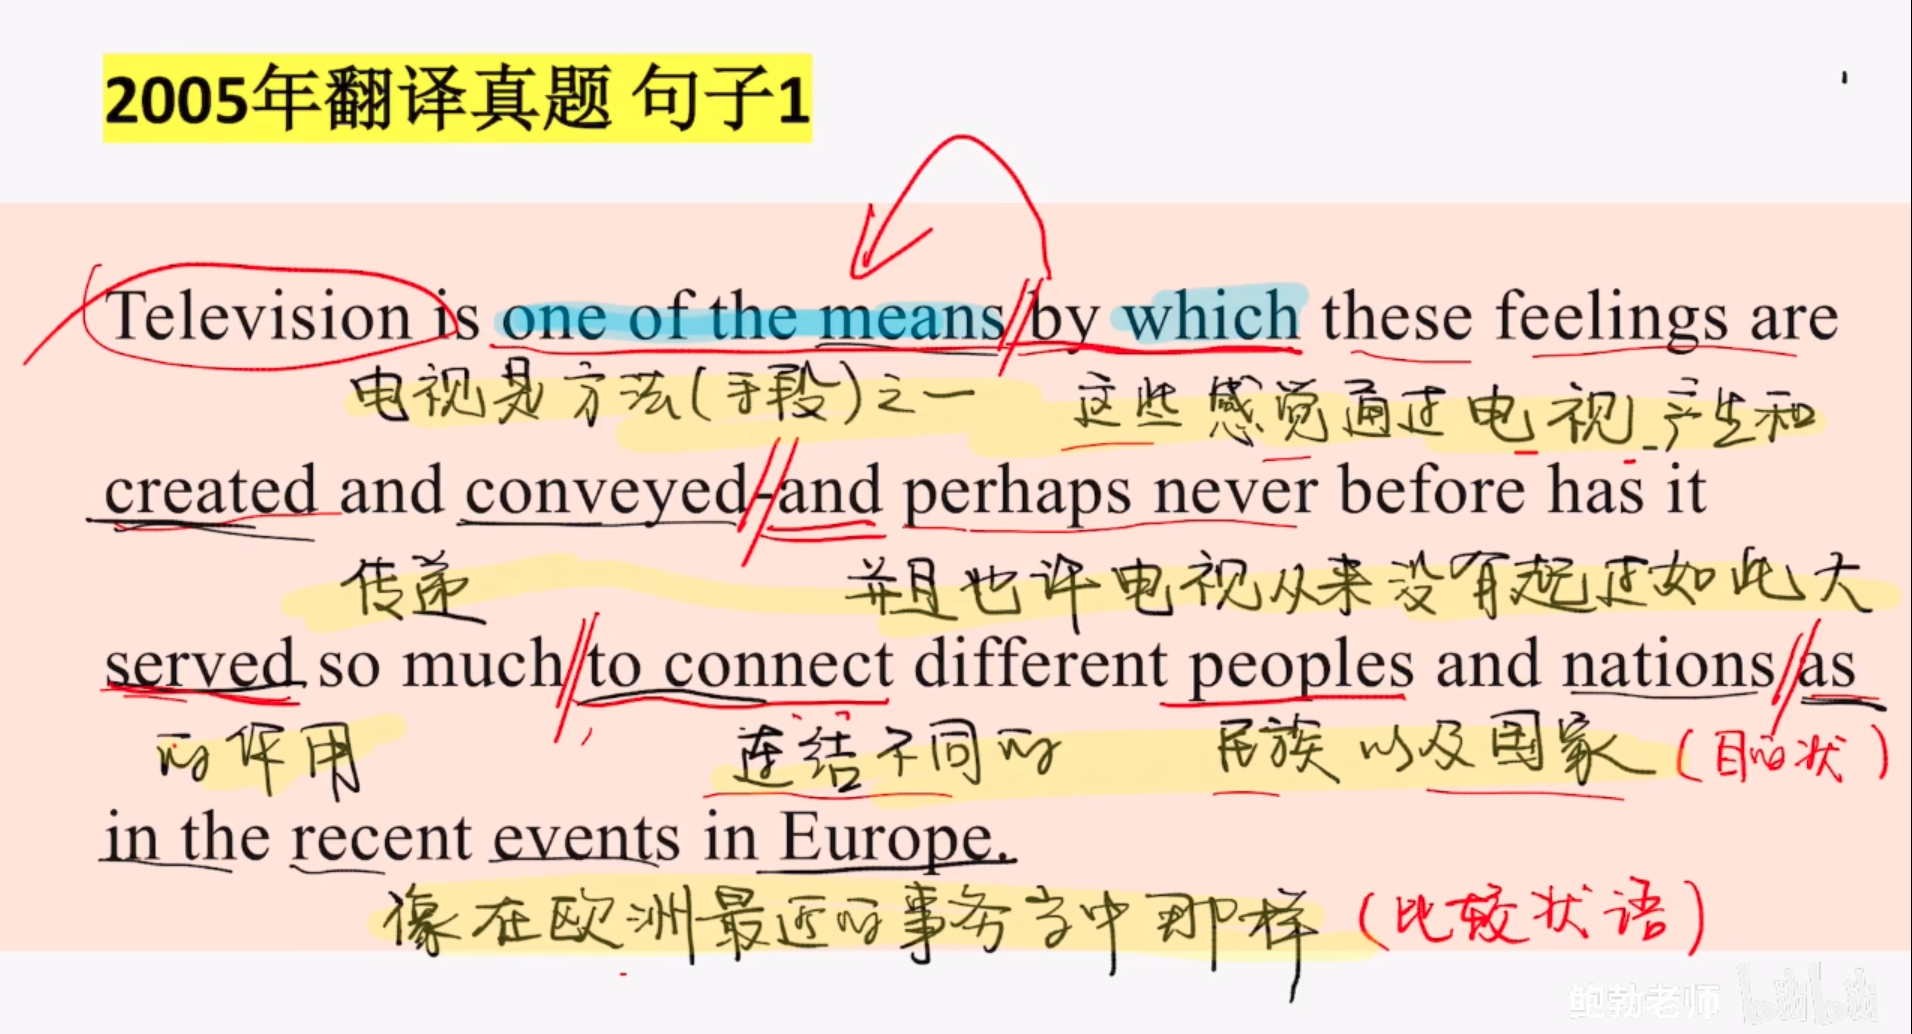 2005年翻译真题 句子1
Television is one of the means by which these feelings are
电视是方法(手段)之一 这些感觉通过电视产生和
created and conveyed-and perhaps never before has it
传递 并且也许电视从来没有起过如此大
served so much to connect different peoples and nations as
的作用 连结不同的 民族以及国家 (目的状)
in the recent events in Europe.
像在欧洲最近的事务当中那样 (比较状语)
鲍勃老师 bilibili